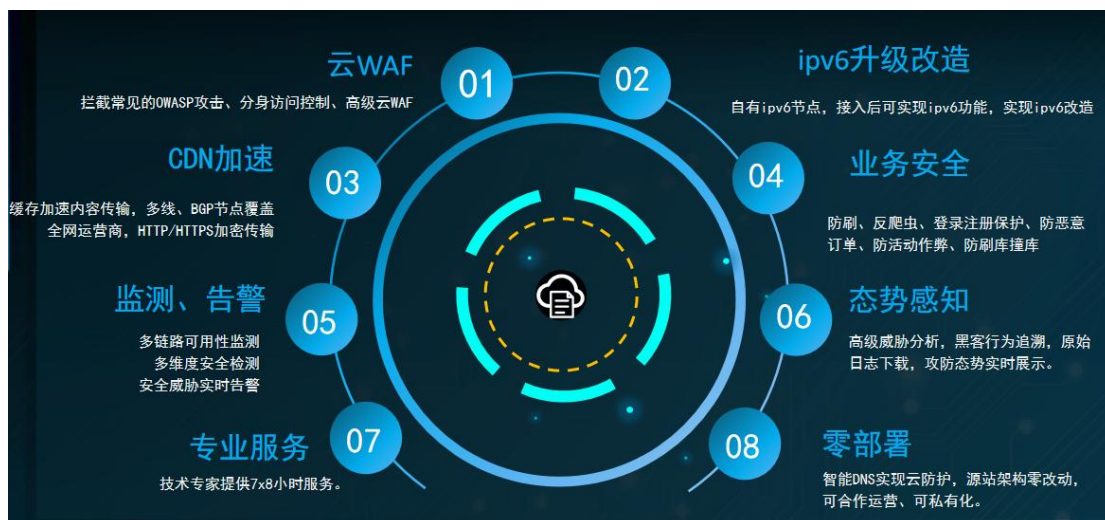 云WAF
01
拦截常见的OWASP攻击、分身访问控制、高级云WAF
02
ipv6升级改造
自有ipv6节点，接入后可实现ipv6功能，实现ipv6改造
CDN加速
03
缓存加速内容传输，多线、BGP节点覆盖
全网运营商，HTTP/HTTPS加密传输
04
业务安全
防刷、反爬虫、登录注册保护、防恶意
订单、防活动作弊、防刷库撞库
监测、告警
05
多链路可用性监测
多维度安全检测
安全威胁实时告警
06
态势感知
高级威胁分析，黑客行为追溯，原始
日志下载，攻防态势实时展示。
专业服务
07
技术专家提供7x8小时服务。
08
零部署
智能DNS实现云防护，源站架构零改动，
可合作运营、可私有化。